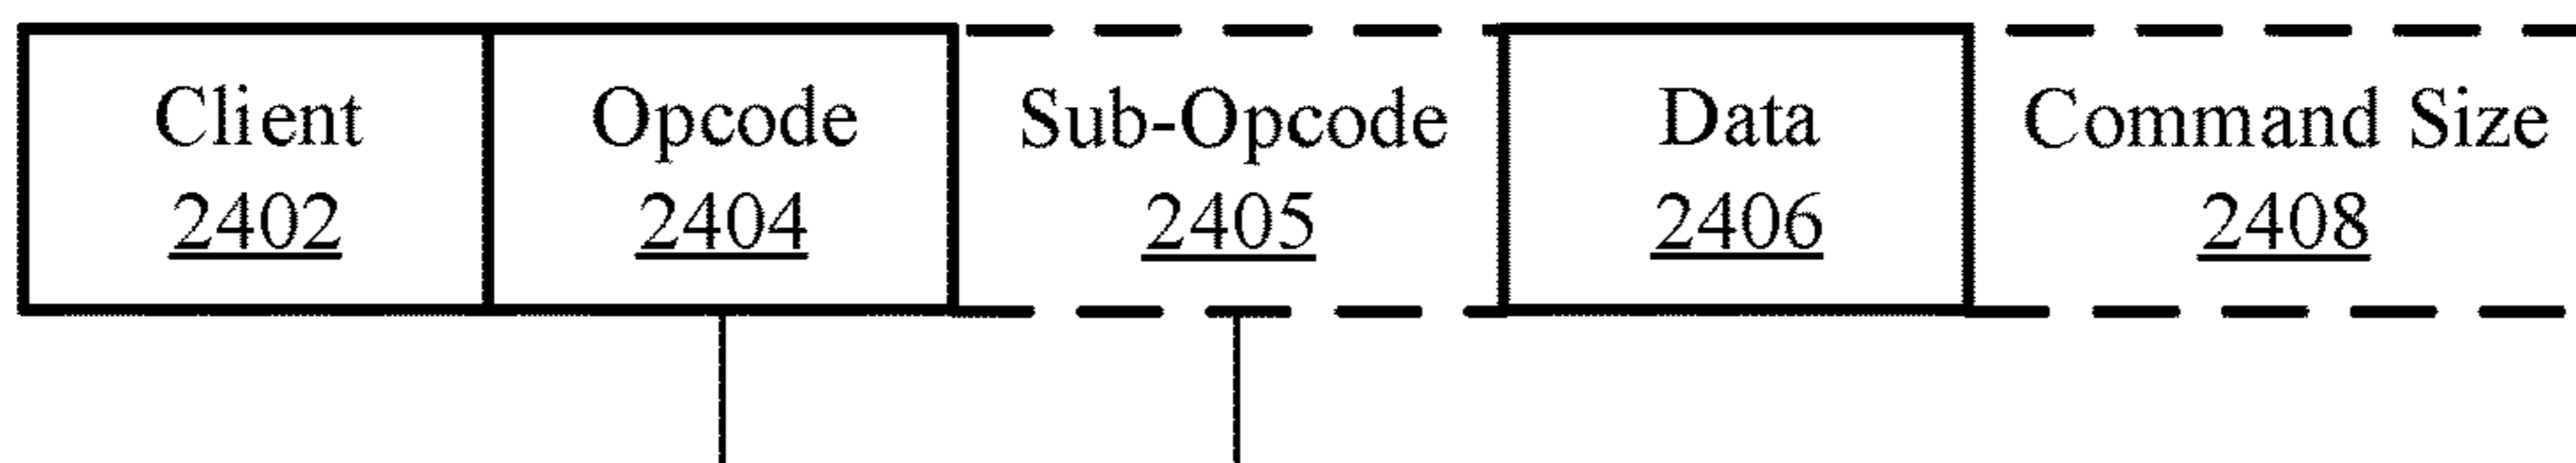 Client Opcode Sub-Opcode Data Command Size
2402 2404 2405 2406 2408